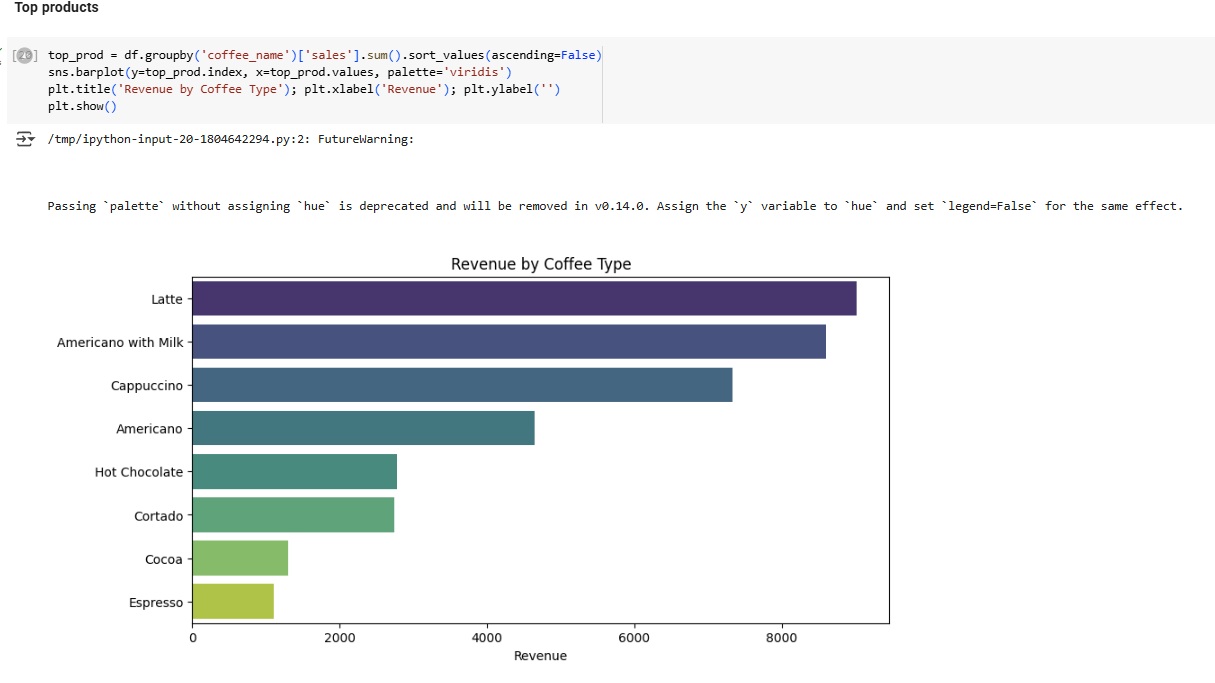 Top products
top_prod = df.groupby('coffee_name')['sales'].sum().sort_values(ascending=False)
sns.barplot(y=top_prod.index, x=top_prod.values, palette='viridis')
plt.title('Revenue by Coffee Type'); plt.xlabel('Revenue'); plt.ylabel('')
plt.show()
/tmp/ipython-input-20-1804642294.py:2: FutureWarning:
Passing `palette` without assigning `hue` is deprecated and will be removed in v0.14.0. Assign the `y` variable to `hue` and set `legend=False` for the same effect.
Revenue by Coffee Type
Latte
Americano with Milk
Cappuccino
Americano
Hot Chocolate
Cortado
Cocoa
Espresso
0 2000 4000 6000 8000
Revenue